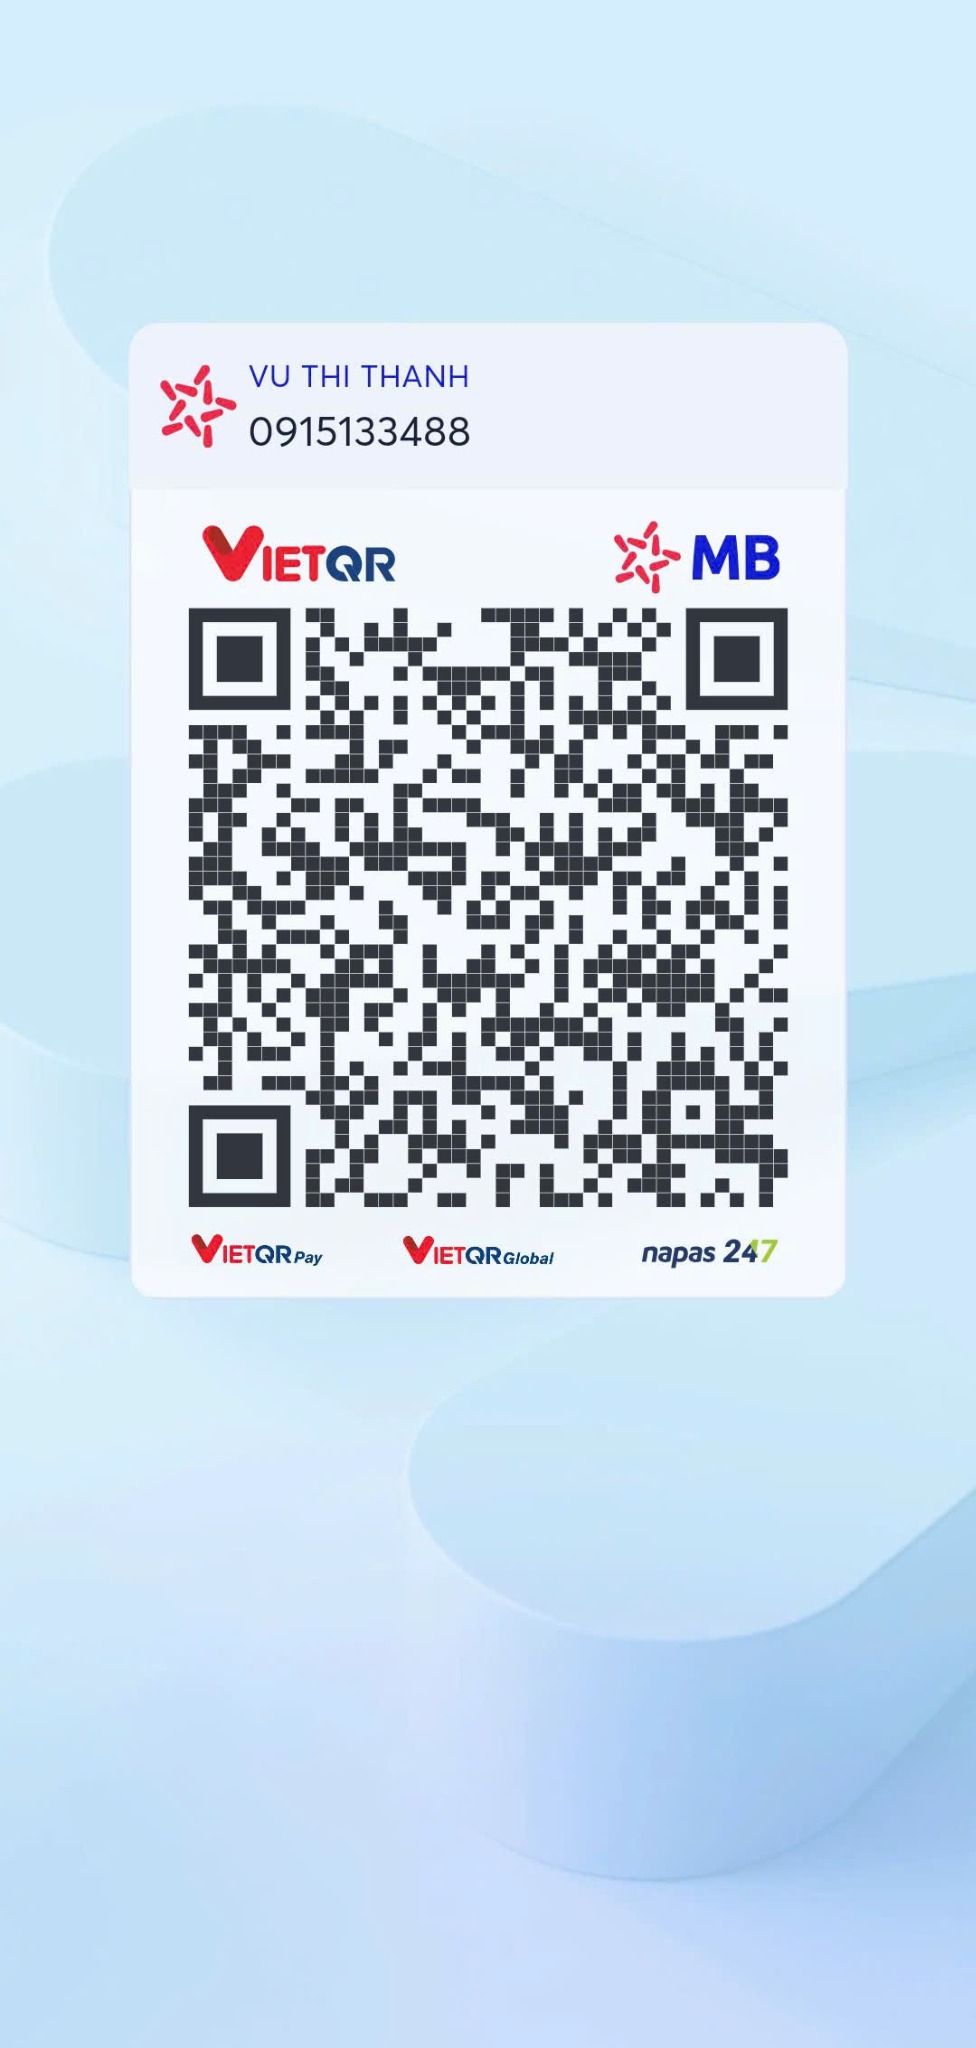 VU THI THANH
0915133488
VIETQR
MB
VIETQR Pay
VIETQR Global
napas 247